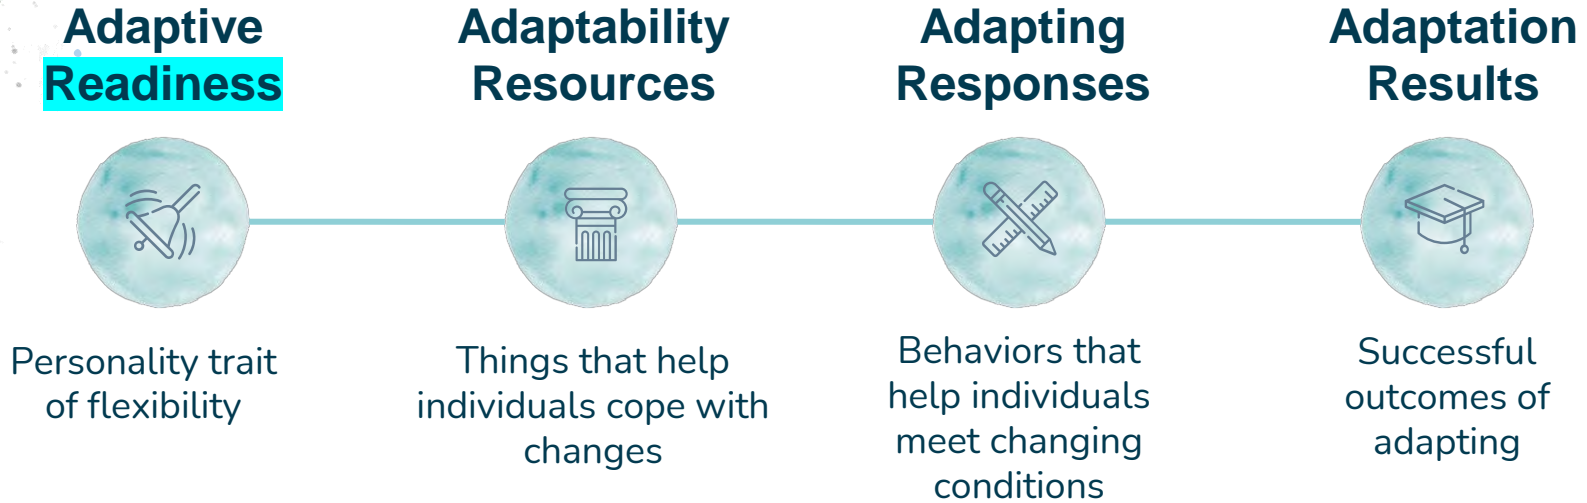 Adaptive
Readiness
Adaptability
Resources
Adapting
Responses
Adaptation
Results
Personality trait
of flexibility
Things that help
individuals cope with
changes
Behaviors that
help individuals
meet changing
conditions
Successful
outcomes of
adapting